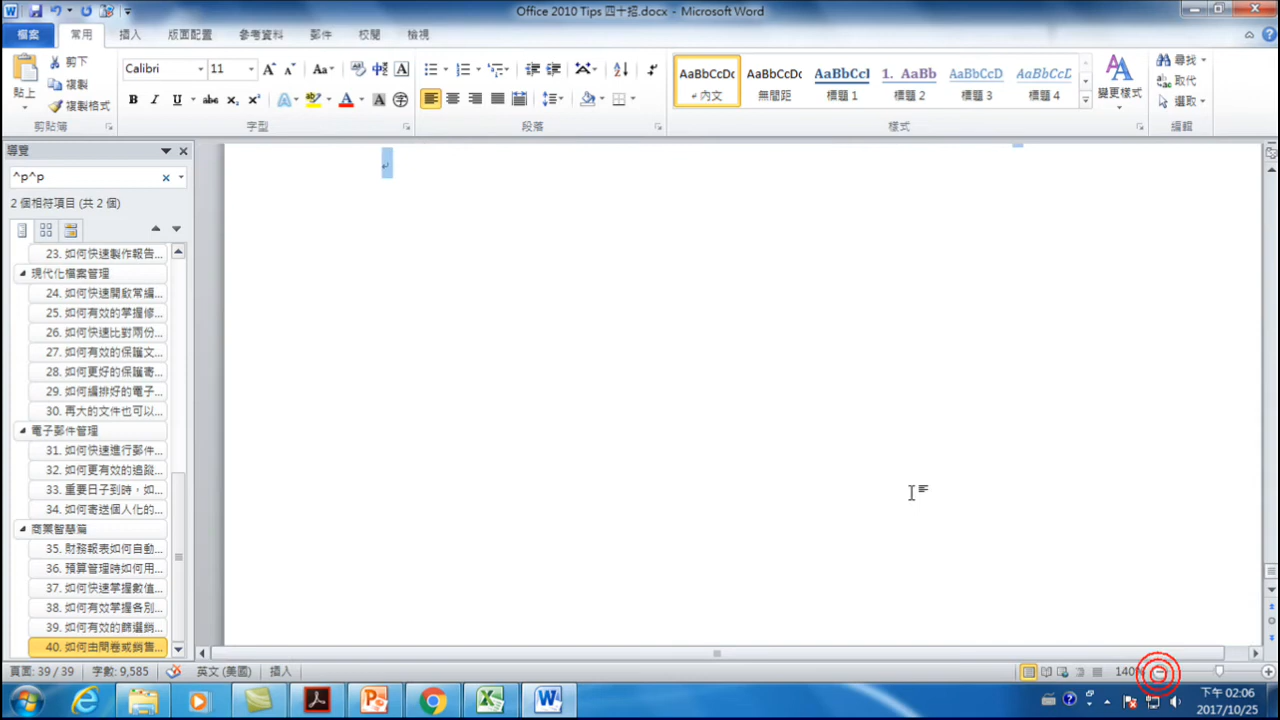 Office 2010 Tips 四十招.docx - Microsoft Word
檔案 常用 插入 版面配置 參考資料 郵件 校閱 檢視
貼上 剪下 複製 複製格式
Calibri 11
AaBbCcDc AaBbCcDc AaBbCcI 1. AaBb AaBbCcD AaBbCcD
內文 無間距 標題 1 標題 2 標題 3 標題 4
變更樣式
尋找 取代 選取
剪貼簿 字型 段落 樣式 編輯
導覽
^p^p
2 個相符項目 (共 2 個)
23. 如何快速製作報告...
現代化檔案管理
24. 如何快速開啟常編...
25. 如何有效的掌握修...
26. 如何快速比對兩份...
27. 如何有效的保護文...
28. 如何更好的保護寄...
29. 如何編排好的電子...
30. 再大的文件也可以...
電子郵件管理
31. 如何快速進行郵件...
32. 如何更有效的追蹤...
33. 重要日子到時，如...
34. 如何寄送個人化的...
商業智慧篇
35. 財務報表如何自動...
36. 預算管理時如何用...
37. 如何快速掌握數值...
38. 如何有效掌握各別...
39. 如何有效的篩選銷...
40. 如何由問卷或銷售...
頁面: 39 / 39 字數: 9,585 英文 (美國) 插入 140%
下午 02:06
2017/10/25